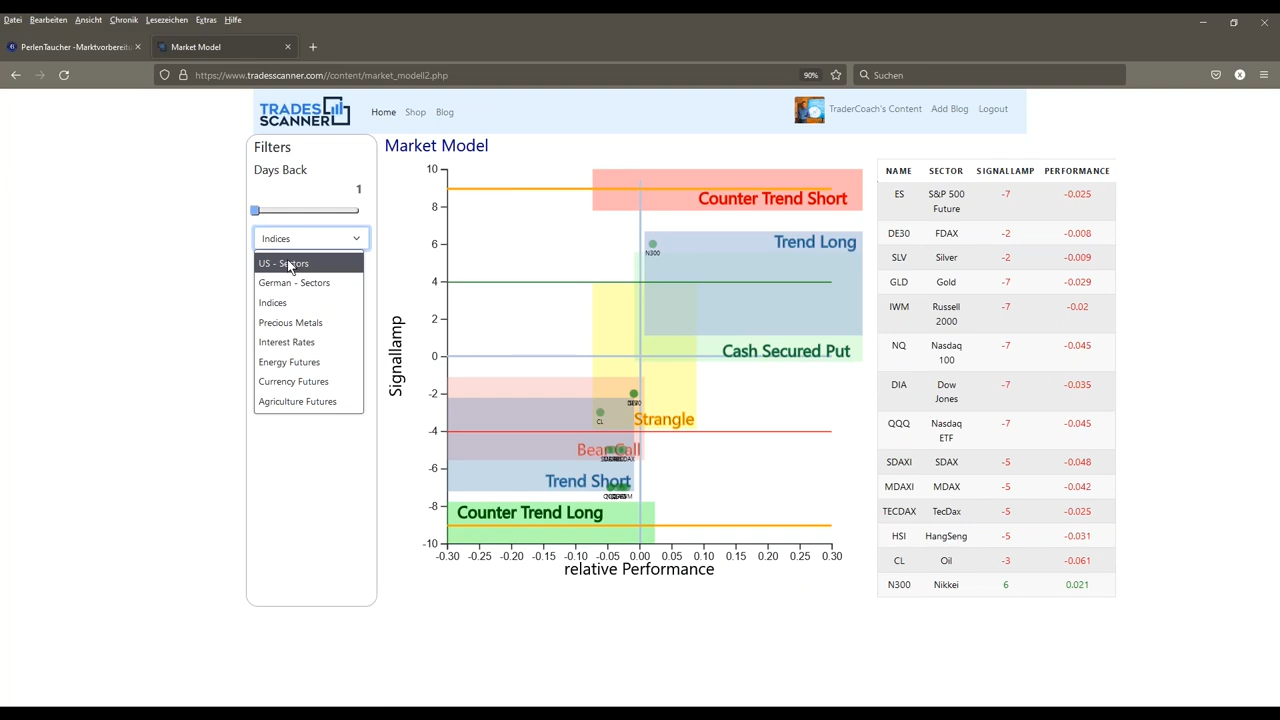 Datei Bearbeiten Ansicht Chronik Lesezeichen Extras Hilfe
PerlenTaucher -Marktvorbereitu
Market Model
https://www.tradesscanner.com//content/market_modell2.php
90%
Suchen
TRADES
SCANNER
Home Shop Blog
TraderCoach's Content Add Blog Logout
Filters
Days Back
1
Indices
US - Sectors
German - Sectors
Indices
Precious Metals
Interest Rates
Energy Futures
Currency Futures
Agriculture Futures
Market Model
Signallamp
10
8
6
4
2
0
-2
-4
-6
-8
-10
Counter Trend Short
Trend Long
N300
Cash Secured Put
CL
Strangle
Bear Call
Trend Short
Counter Trend Long
-0.30 -0.25 -0.20 -0.15 -0.10 -0.05 0.00 0.05 0.10 0.15 0.20 0.25 0.30
relative Performance
NAME SECTOR SIGNALLAMP PERFORMANCE
ES S&P 500 Future -7 -0.025
DE30 FDAX -2 -0.008
SLV Silver -2 -0.009
GLD Gold -7 -0.029
IWM Russell 2000 -7 -0.02
NQ Nasdaq 100 -7 -0.045
DIA Dow Jones -7 -0.035
QQQ Nasdaq ETF -7 -0.045
SDAXI SDAX -5 -0.048
MDAXI MDAX -5 -0.042
TECDAX TecDax -5 -0.025
HSI HangSeng -5 -0.031
CL Oil -3 -0.061
N300 Nikkei 6 0.021